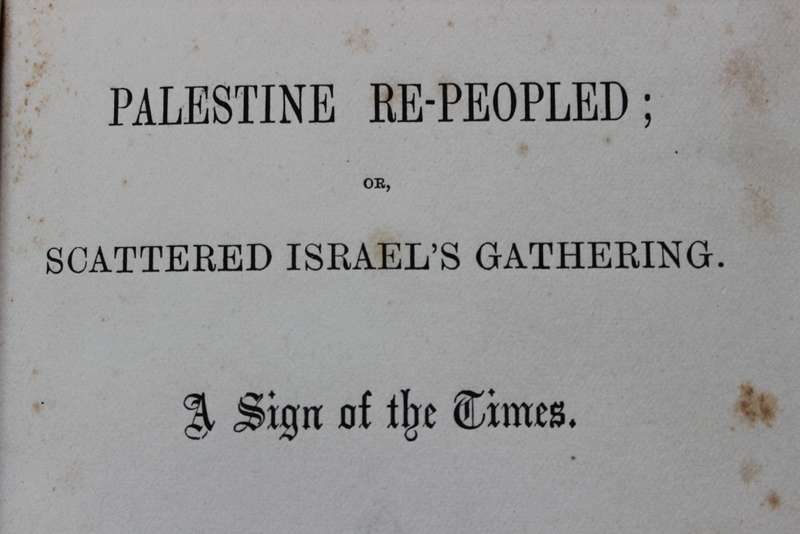 PALESTINE RE-PEOPLED;
OR,
SCATTERED ISRAEL'S GATHERING.
A Sign of the Times.